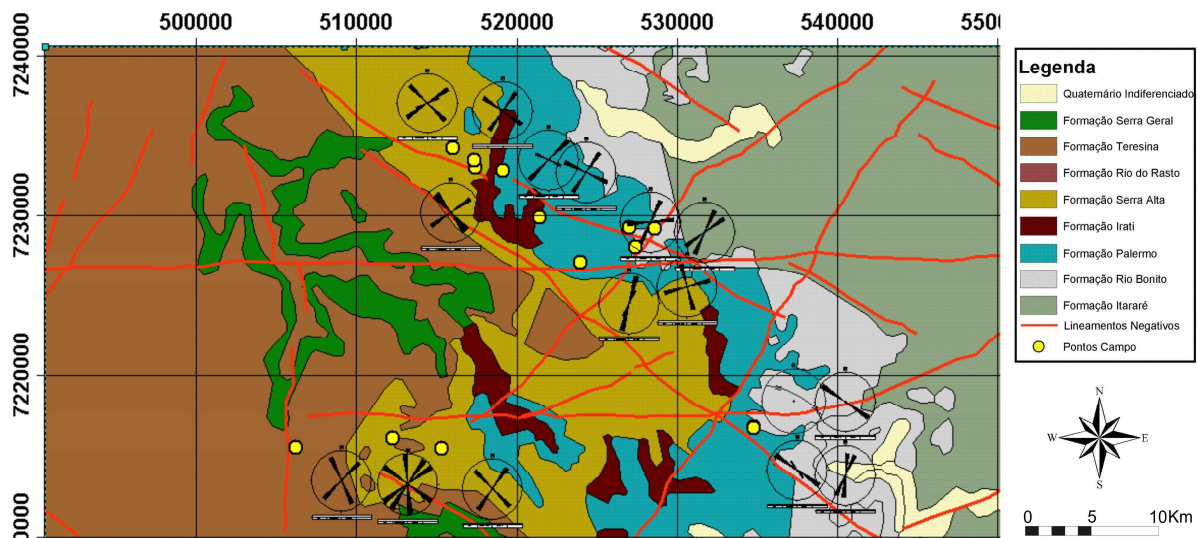 500000 510000 520000 530000 540000 5500
7240000
7230000
7220000
00000
Legenda
Quaternário Indiferenciado
Formação Serra Geral
Formação Teresina
Formação Rio do Rasto
Formação Serra Alta
Formação Irati
Formação Palermo
Formação Rio Bonito
Formação Itararé
Lineamentos Negativos
Pontos Campo
N
W E
S
0 5 10Km